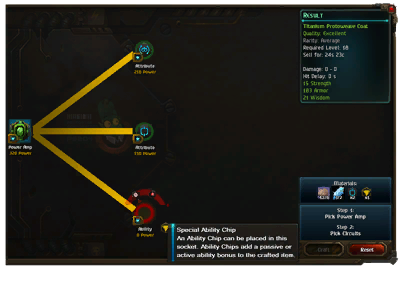 RESULT
Titanium Protowave Coat
Quality: Excellent
Rarity: Average
Required Level: 48
Sell for: 24s 23c
Damage: 0 - 0
Hit Delay: 0 s
15 Strength
183 Armor
21 Wisdom
Attribute
Power Amp
Attribute
Ability
0 Power
Special Ability Chip
An Ability Chip can be placed in this
socket. Ability Chips add a passive or
active ability bonus to the crafted item.
Materials:
Step 1:
Pick Power Amp
Step 2:
Pick Circuits
Reset